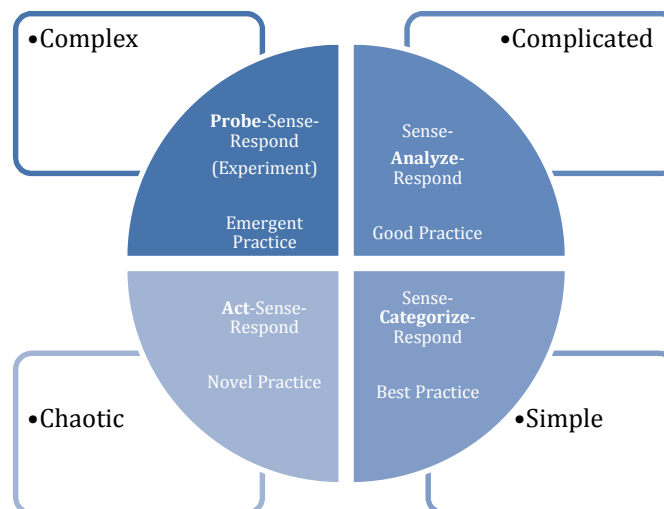 •Complex
•Complicated
Probe-Sense-
Respond
(Experiment)
Emergent
Practice
Sense-
Analyze-
Respond
Good Practice
Act-Sense-
Respond
Novel Practice
Sense-
Categorize-
Respond
Best Practice
•Chaotic
•Simple